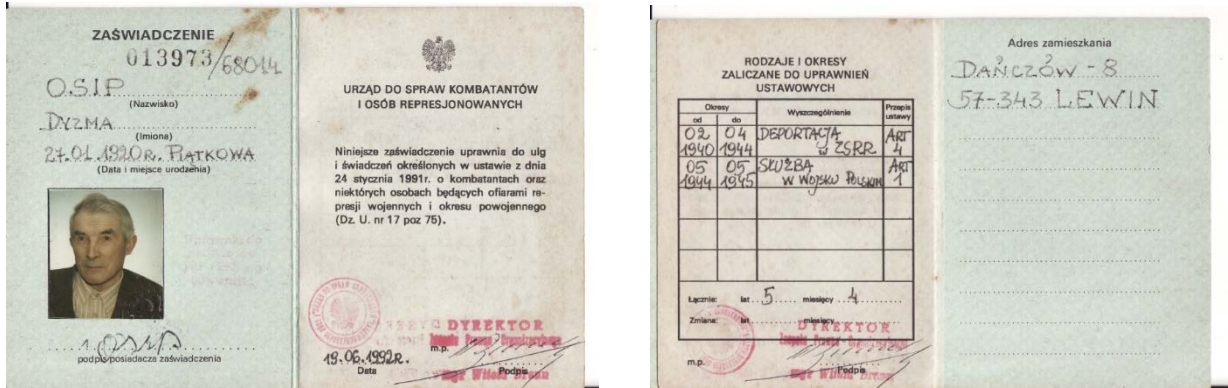 ZAŚWIADCZENIE
013973/68014
OSIP
(Nazwisko)
DYZMA
(Imiona)
27.01.1920R. PIĄTKOWA
(Data i miejsce urodzenia)
podpis posiadacza zaświadczenia
URZĄD DO SPRAW KOMBATANTÓW
I OSÓB REPRESJONOWANYCH
Niniejsze zaświadczenie uprawnia do ulg
i świadczeń określonych w ustawie z dnia
24 stycznia 1991r. o kombatantach oraz
niektórych osobach będących ofiarami re-
presji wojennych i okresu powojennego
(Dz. U. nr 17 poz 75).
DYREKTOR
m.p.
19.06.1992R.
Data
Podpis
RODZAJE I OKRESY
ZALICZANE DO UPRAWNIEŃ
USTAWOWYCH
Okresy
od do
Wyszczególnienie
Przepis
ustawy
02 04 DEPORTACJA ART
1940 1944 w ZSRR. 4
05 05 SŁUŻBA ART
1944 1945 w WOJSKU POLSKIM 1
Łącznie: lat 5 miesięcy 4
Zmiana: lat miesięcy
DYREKTOR
m.p.
Podpis
Adres zamieszkania
DAŃCZÓW - 8
57-343 LEWIN